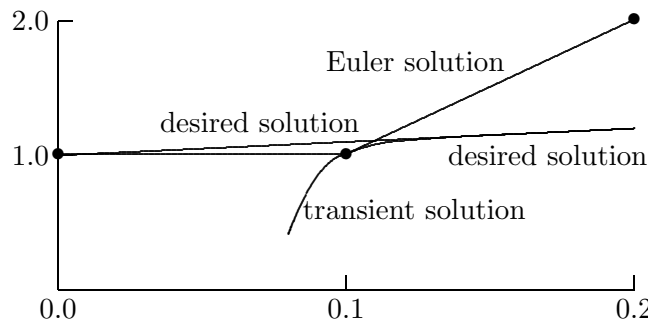 2.0
Euler solution
desired solution
1.0
desired solution
transient solution
0.0 0.1 0.2